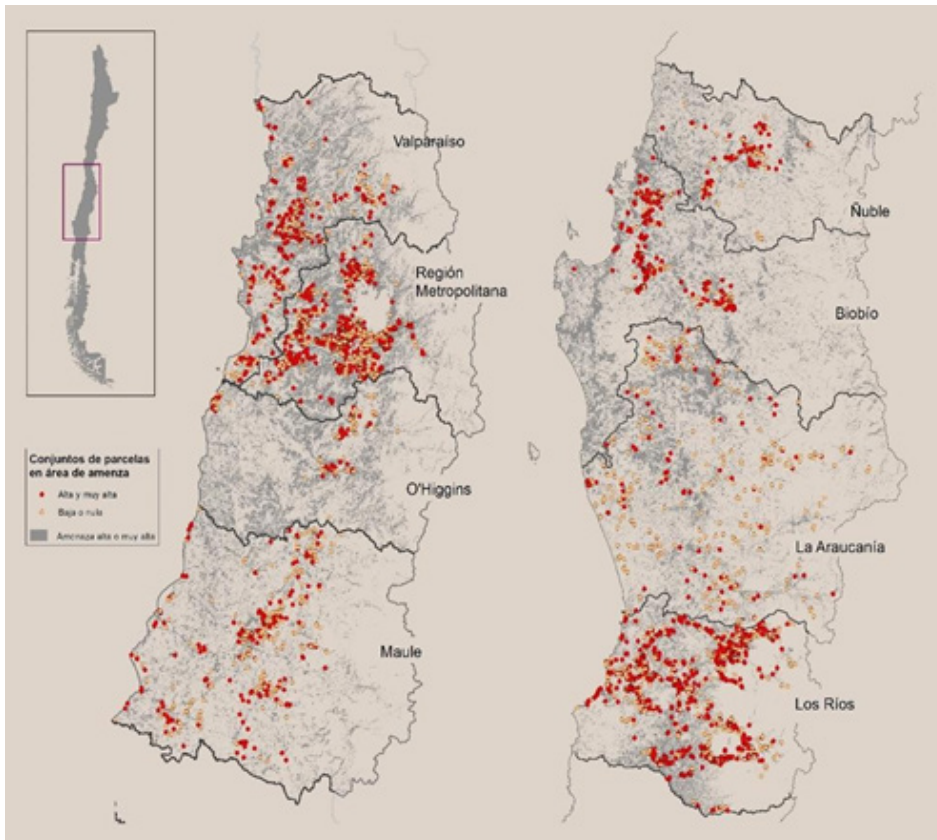 Valparaíso
Región
Metropolitana
O'Higgins
Maule
Ñuble
Biobío
La Araucanía
Los Ríos
Conjuntos de parcelas
en área de amenza
Alta y muy alta
Baja o nula
Amenaza alta o muy alta